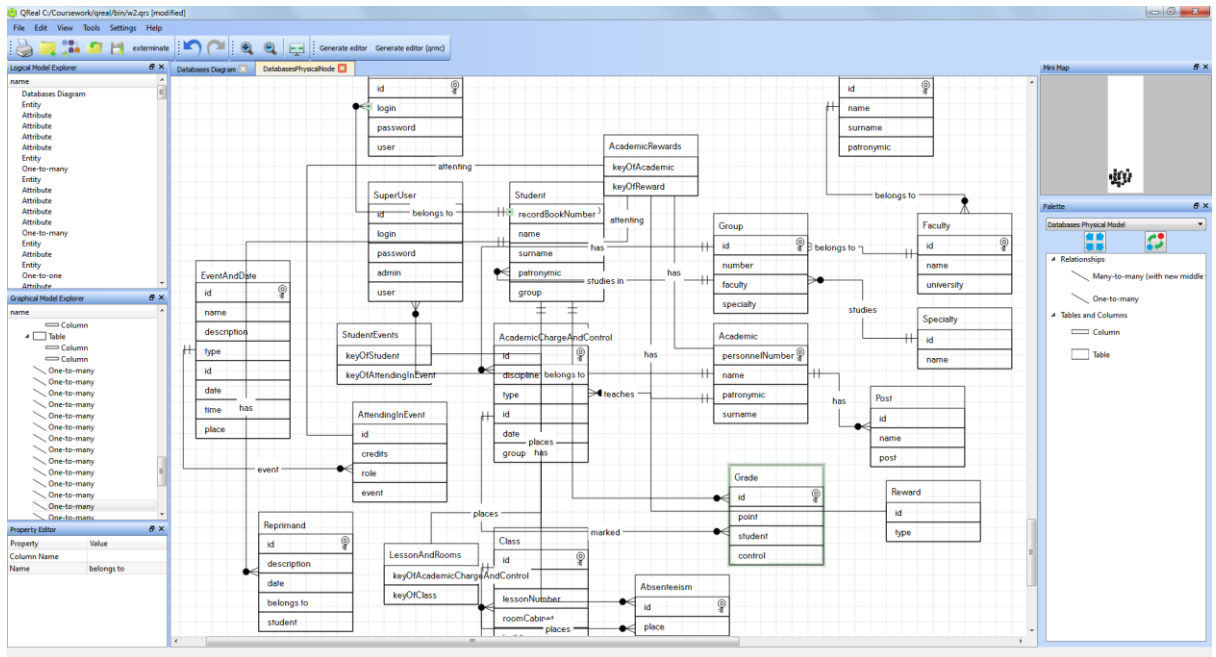 QReal C:/Coursework/qreal/bin/w2.qrs [modified]
File Edit View Tools Settings Help
exterminate
Generate editor Generate editor (qrmc)
Logical Model Explorer
name
Databases Diagram
Entity
Attribute
Attribute
Attribute
Attribute
Entity
One-to-many
Entity
Attribute
Attribute
Attribute
One-to-many
Entity
Attribute
Entity
One-to-one
Attribute
Graphical Model Explorer
name
Column
Table
Column
Column
One-to-many
One-to-many
One-to-many
One-to-many
One-to-many
One-to-many
One-to-many
One-to-many
One-to-many
One-to-many
One-to-many
One-to-many
One-to-many
One-to-many
Property Editor
Property Value
Column Name
Name belongs to
Databases Diagram
DatabasesPhysicalNode
id
login
password
user
attenting
SuperUser
id
login
password
admin
user
belongs to
Student
recordBookNumber
name
surname
patronymic
group
AcademicRewards
keyOfAcademic
keyOfReward
attenting
has
studies in
has
has
id
name
surname
patronymic
belongs to
Group
id
number
faculty
specialty
belongs to
Faculty
id
name
university
studies
Specialty
id
name
EventAndDate
id
name
description
type
id
date
time
place
has
event
StudentEvents
keyOfStudent
keyOfAttendingInEvent
AcademicChargeAndControl
id
discipline
type
id
date
group
belongs to
teaches
places
has
Academic
personnelNumber
name
patronymic
surname
has
Post
id
name
post
AttendingInEvent
id
credits
role
event
Grade
id
point
student
control
Reward
id
type
places
marked
Reprimand
id
description
date
belongs to
student
LessonAndRooms
keyOfAcademicChargeAndControl
keyOfClass
Class
id
lessonNumber
roomCabinet
places
Absenteeism
id
place
Mini Map
Palette
Databases Physical Model
Relationships
Many-to-many (with new middle
One-to-many
Tables and Columns
Column
Table